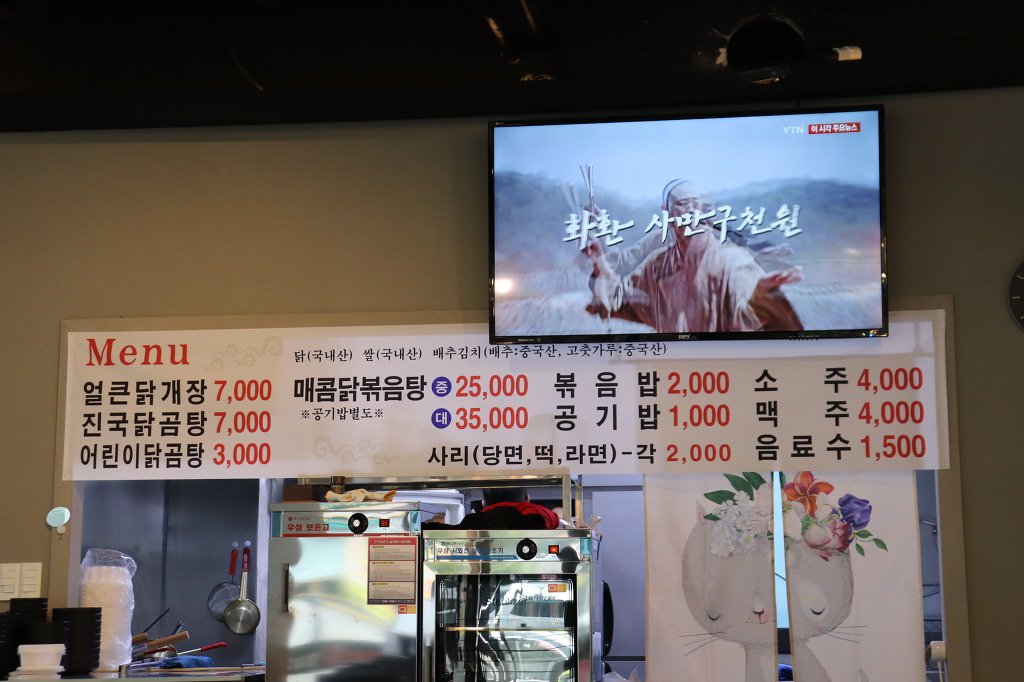 YTN 이 시각 주요뉴스
화환 사만구천원
Menu
닭(국내산) 쌀(국내산) 배추김치(배추:중국산, 고춧가루:중국산)
얼큰닭개장 7,000
진국닭곰탕 7,000
어린이닭곰탕 3,000
매콤닭볶음탕 중 25,000
※공기밥별도※ 대 35,000
사리(당면,떡,라면)-각 2,000
볶음밥 2,000
공기밥 1,000
소주 4,000
맥주 4,000
음료수 1,500
우성 보온고